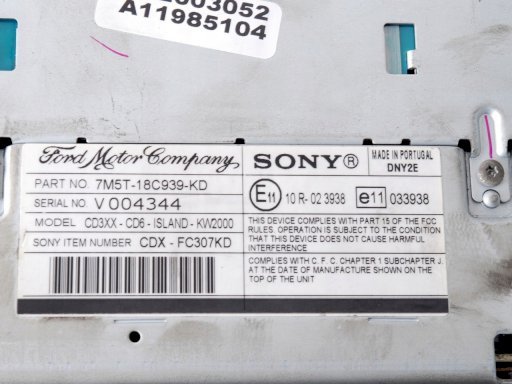 A11985104
Ford Motor Company
PART NO. 7M5T-18C939-KD
SERIAL NO. V004344
MODEL CD3XX - CD6 - ISLAND - KW2000
SONY ITEM NUMBER CDX - FC307KD
SONY®
MADE IN PORTUGAL
DNY2E
E11 10 R- 02 3938 e11 033938
THIS DEVICE COMPLIES WITH PART 15 OF THE FCC
RULES. OPERATION IS SUBJECT TO THE CONDITION
THAT THIS DEVICE DOES NOT CAUSE HARMFUL
INTERFERENCE
COMPLIES WITH C. F. C. CHAPTER 1 SUBCHAPTER J.
AT THE DATE OF MANUFACTURE SHOWN ON THE
TOP OF THE UNIT